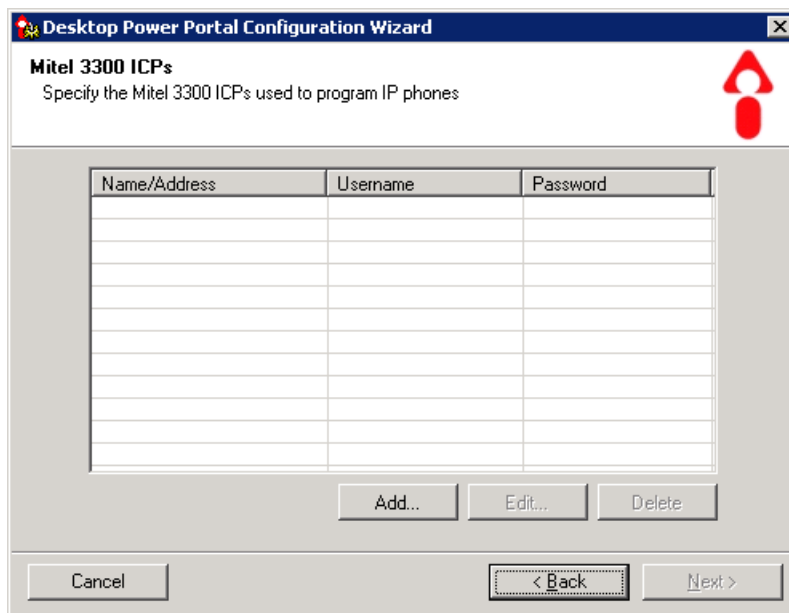 Desktop Power Portal Configuration Wizard
Mitel 3300 ICPs
Specify the Mitel 3300 ICPs used to program IP phones
Name/Address Username Password
Add... Edit... Delete
Cancel < Back Next >